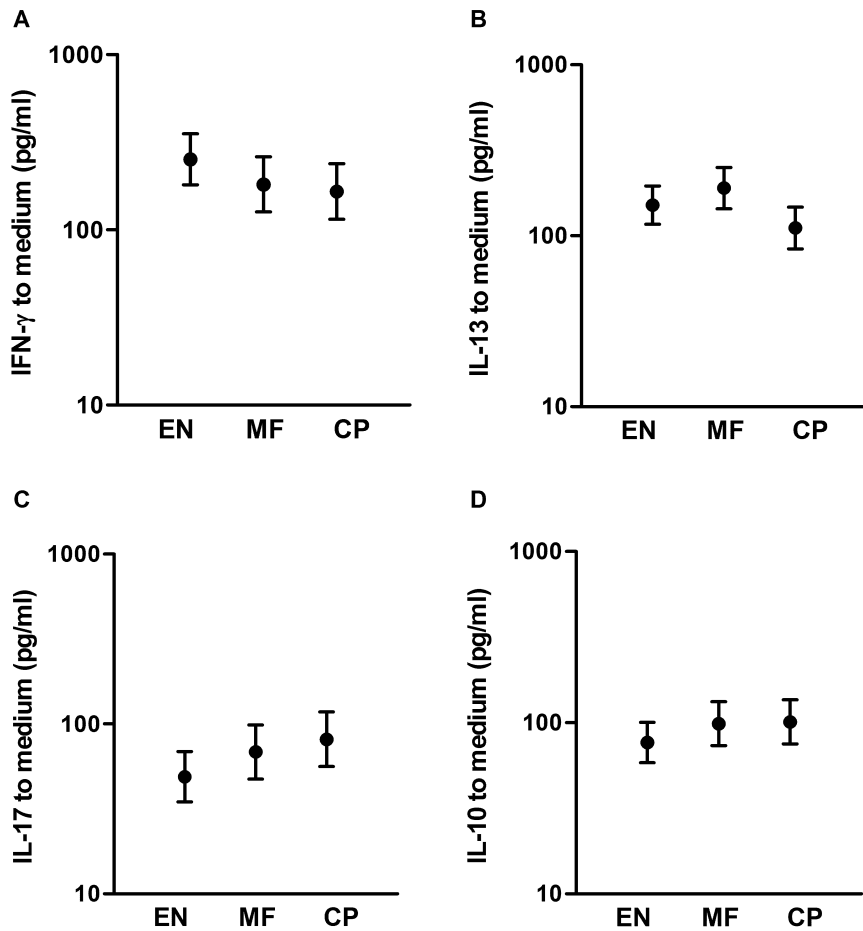 A
IFN-γ to medium (pg/ml)
1000
100
10
EN MF CP
B
IL-13 to medium (pg/ml)
1000
100
10
EN MF CP
C
IL-17 to medium (pg/ml)
1000
100
10
EN MF CP
D
IL-10 to medium (pg/ml)
1000
100
10
EN MF CP